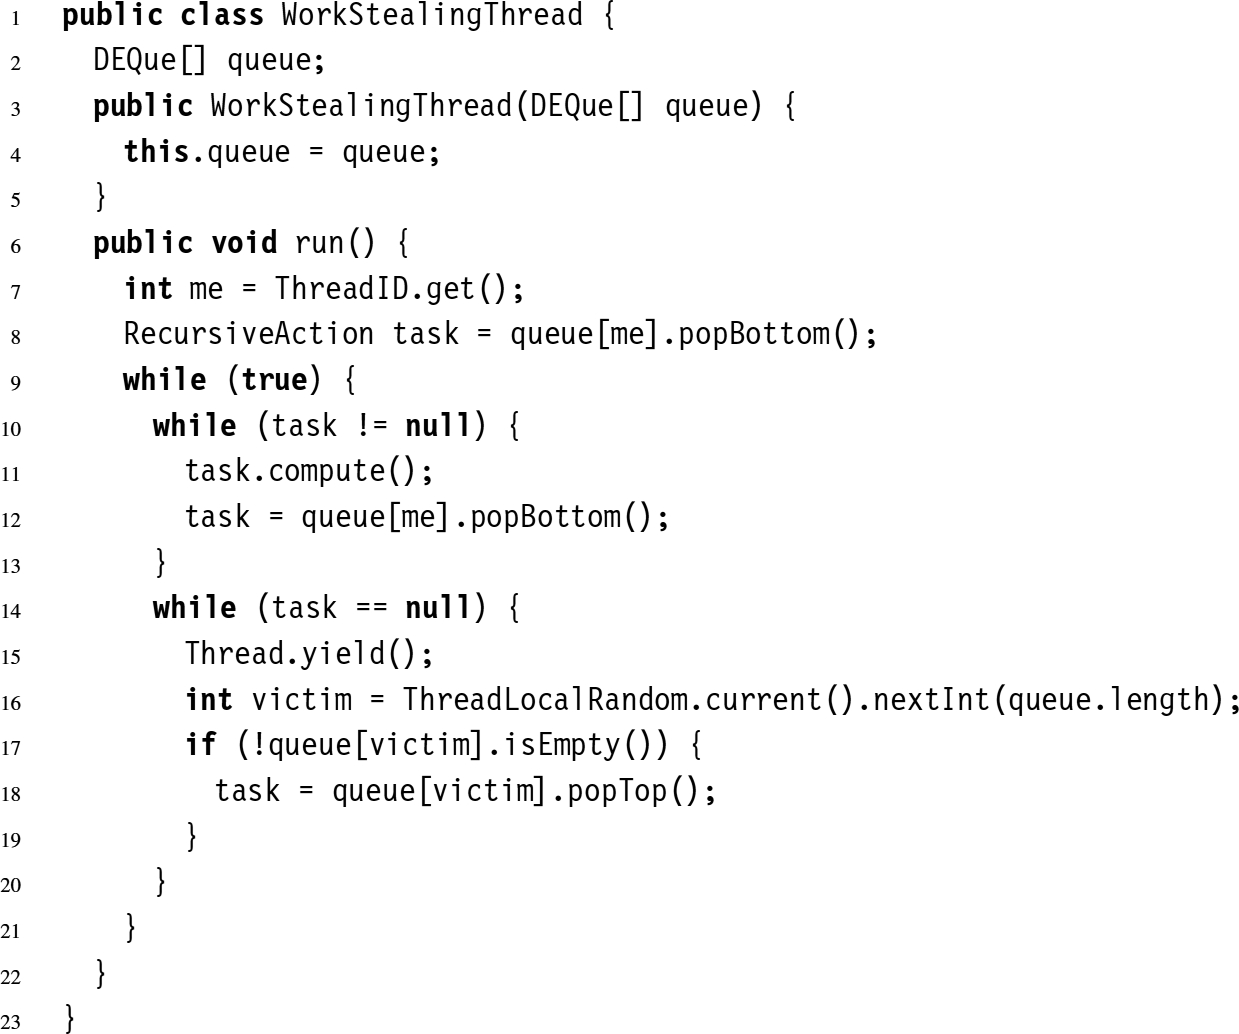 1 public class WorkStealingThread {
2 DEQue[] queue;
3 public WorkStealingThread(DEQue[] queue) {
4 this.queue = queue;
5 }
6 public void run() {
7 int me = ThreadID.get();
8 RecursiveAction task = queue[me].popBottom();
9 while (true) {
10 while (task != null) {
11 task.compute();
12 task = queue[me].popBottom();
13 }
14 while (task == null) {
15 Thread.yield();
16 int victim = ThreadLocalRandom.current().nextInt(queue.length);
17 if (!queue[victim].isEmpty()) {
18 task = queue[victim].popTop();
19 }
20 }
21 }
22 }
23 }